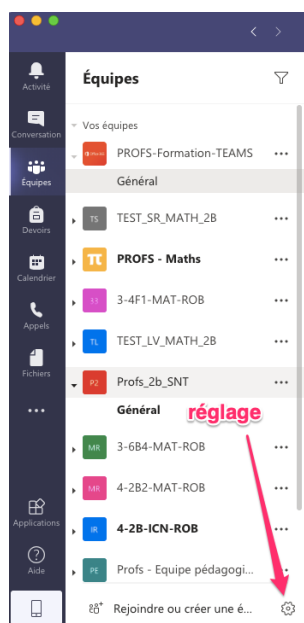 Équipes
Activité
Conversation
Équipes
Devoirs
Calendrier
Appels
Fichiers
Applications
Aide
Vos équipes
PROFS-Formation-TEAMS
Général
TS TEST_SR_MATH_2B
PROFS - Maths
3-4F1-MAT-ROB
TL TEST_LV_MATH_2B
P2 Profs_2b_SNT
Général
réglage
MR 3-6B4-MAT-ROB
MR 4-2B2-MAT-ROB
IR 4-2B-ICN-ROB
PE Profs - Equipe pédagogi...
Rejoindre ou créer une é...